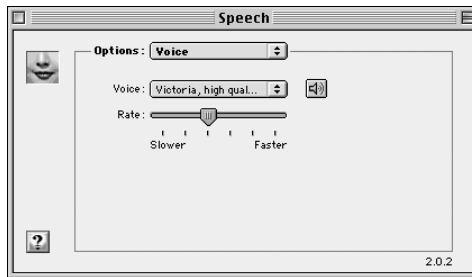 Speech
Options: Voice
Voice: Victoria, high qual...
Rate:
Slower Faster
?
2.0.2